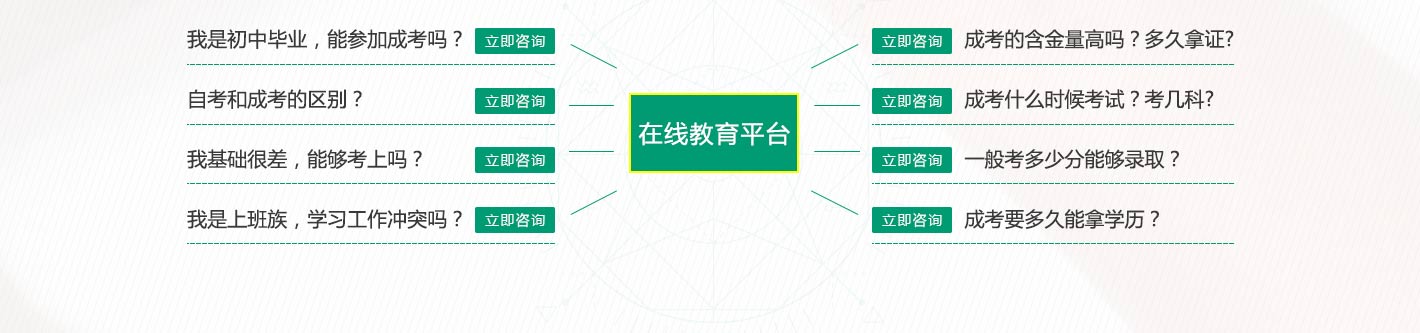 我是初中毕业，能参加成考吗？ 立即咨询
自考和成考的区别？ 立即咨询
我基础很差，能够考上吗？ 立即咨询
我是上班族，学习工作冲突吗？ 立即咨询
在线教育平台
立即咨询 成考的含金量高吗？多久拿证?
立即咨询 成考什么时候考试？考几科?
立即咨询 一般考多少分能够录取？
立即咨询 成考要多久能拿学历？